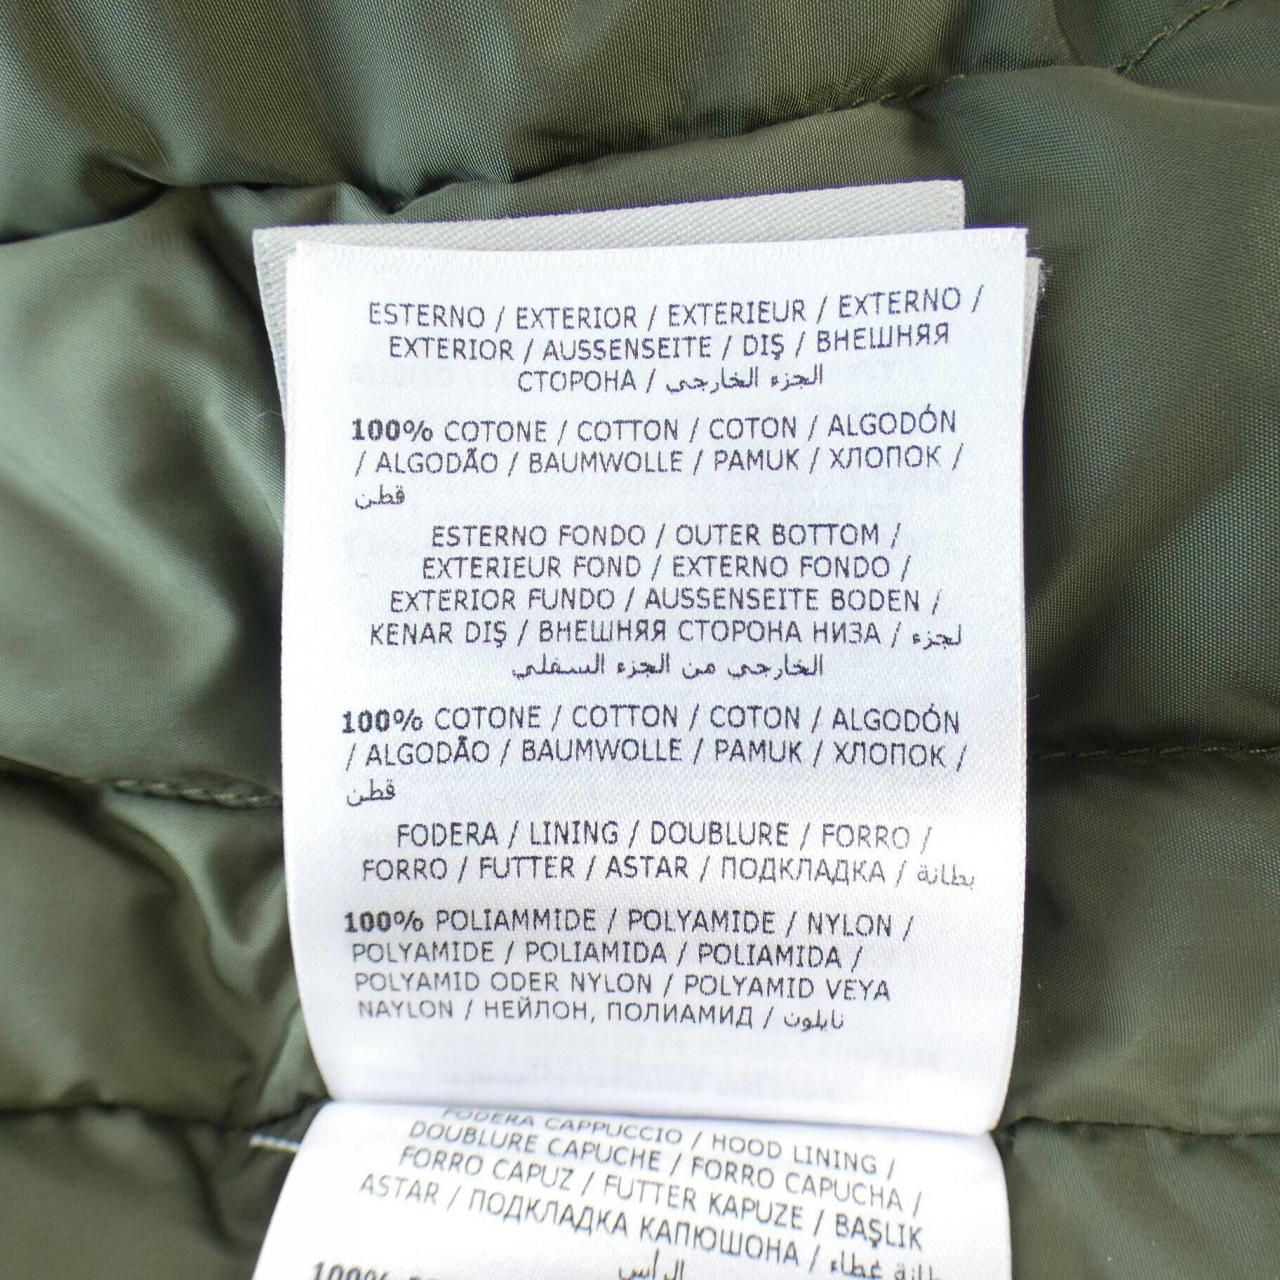 ESTERNO / EXTERIOR / EXTERIEUR / EXTERNO /
EXTERIOR / AUSSENSEITE / DIŞ / ВНЕШНЯЯ
СТОРОНА / الجزء الخارجي
100% COTONE / COTTON / COTON / ALGODÓN
/ ALGODÃO / BAUMWOLLE / PAMUK / ХЛОПОК /
قطن
ESTERNO FONDO / OUTER BOTTOM /
EXTERIEUR FOND / EXTERNO FONDO /
EXTERIOR FUNDO / AUSSENSEITE BODEN /
KENAR DIŞ / ВНЕШНЯЯ СТОРОНА НИЗА / لجزء
الخارجي من الجزء السفلي
100% COTONE / COTTON / COTON / ALGODÓN
/ ALGODÃO / BAUMWOLLE / PAMUK / ХЛОПОК /
قطن
FODERA / LINING / DOUBLURE / FORRO /
FORRO / FUTTER / ASTAR / ПОДКЛАДКА / بطانة
100% POLIAMMIDE / POLYAMIDE / NYLON /
POLYAMIDE / POLIAMIDA / POLIAMIDA /
POLYAMID ODER NYLON / POLYAMID VEYA
NAYLON / НЕЙЛОН, ПОЛИАМИД / نايلون
FODERA CAPPUCCIO / HOOD LINING /
DOUBLURE CAPUCHE / FORRO CAPUCHA /
FORRO CAPUZ / FUTTER KAPUZE / BAŞLIK
ASTAR / ПОДКЛАДКА КАПЮШОНА / بطانة غطاء
الرأس
100%